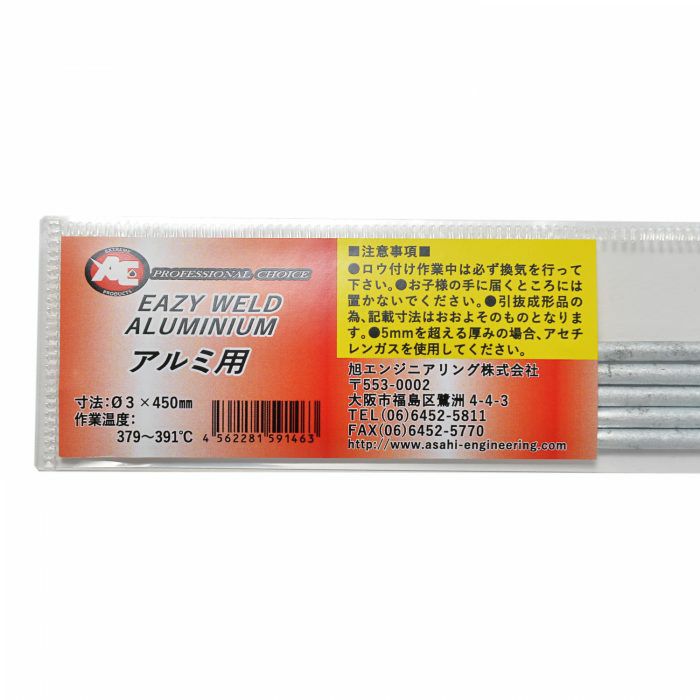 EXTREME
AE
PRODUCTS
PROFESSIONAL CHOICE
EAZY WELD
ALUMINIUM
アルミ用
寸法:Ø3×450mm
作業温度:
379～391℃
4 562281 591463
■注意事項■
●ロウ付け作業中は必ず換気を行って
下さい。●お子様の手に届くところには
置かないでください。●引抜成形品の
為、記載寸法はおおよそのものとなりま
す。●5mmを超える厚みの場合、アセチ
レンガスを使用してください。
旭エンジニアリング株式会社
〒553-0002
大阪市福島区鷺洲 4-4-3
TEL(06)6452-5811
FAX(06)6452-5770
http://www.asahi-engineering.com/